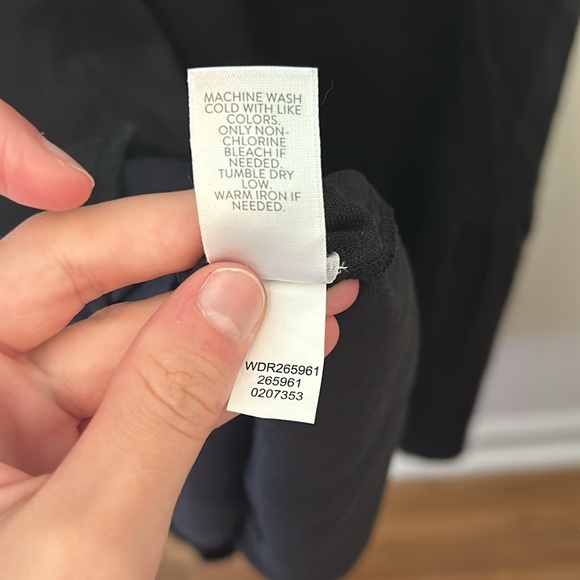 MACHINE WASH
COLD WITH LIKE
COLORS.
ONLY NON-
CHLORINE
BLEACH IF
NEEDED.
TUMBLE DRY
LOW.
WARM IRON IF
NEEDED.
WDR265961
265961
0207353